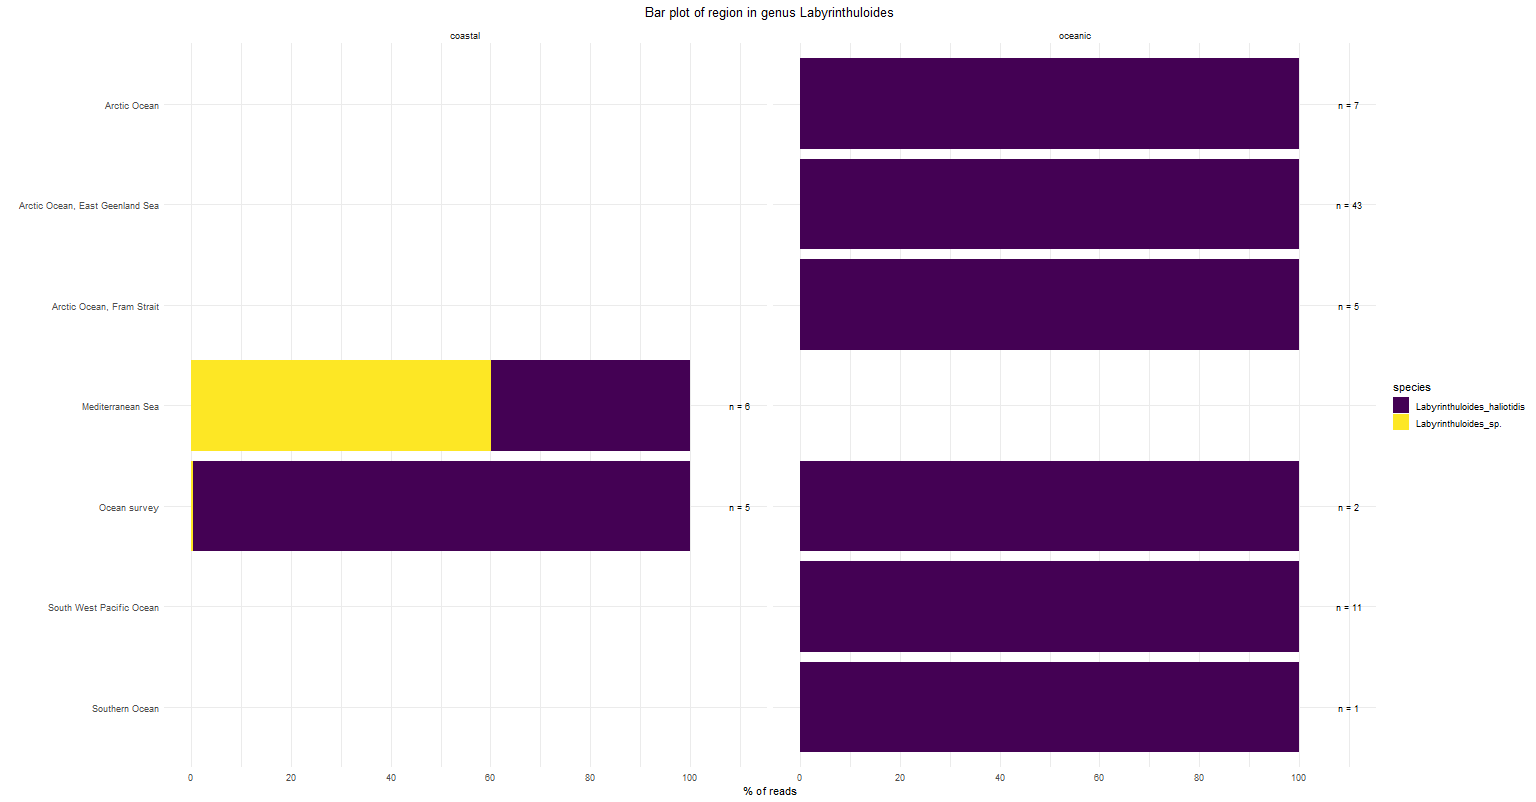 Bar plot of region in genus Labyrinthuloides
coastal
oceanic
Arctic Ocean
n = 7
Arctic Ocean, East Geenland Sea
n = 43
Arctic Ocean, Fram Strait
n = 5
Mediterranean Sea
n = 6
Ocean survey
n = 5
n = 2
South West Pacific Ocean
n = 11
Southern Ocean
n = 1
0 20 40 60 80 100
0 20 40 60 80 100
% of reads
species
Labyrinthuloides_haliotidis
Labyrinthuloides_sp.